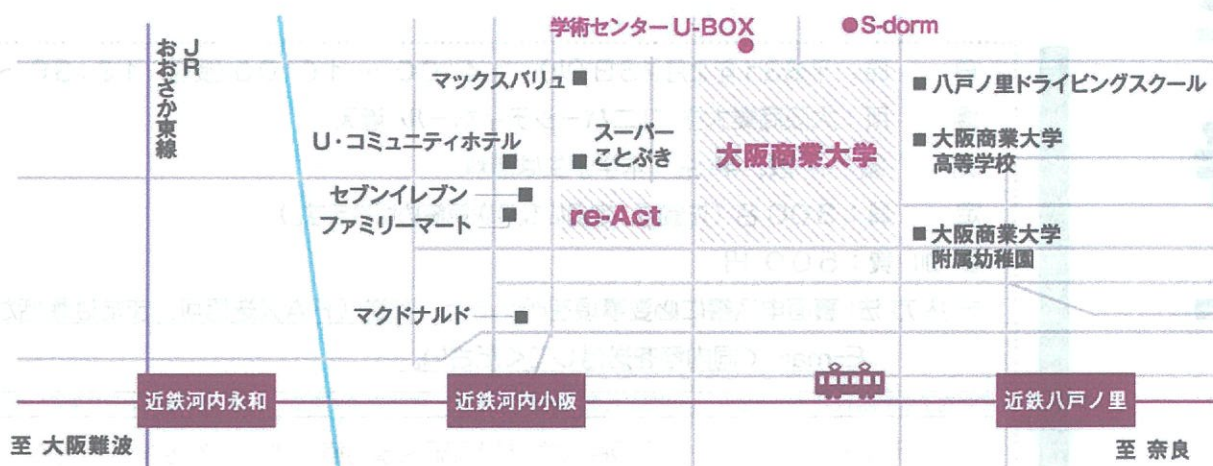 学術センター U-BOX
S-dorm
JR
おおさか東線
マックスバリュ
八戸ノ里ドライビングスクール
U・コミュニティホテル
スーパー
ことぶき
大阪商業大学
大阪商業大学
高等学校
セブンイレブン
ファミリーマート
re-Act
大阪商業大学
附属幼稚園
マクドナルド
近鉄河内永和
近鉄河内小阪
近鉄八戸ノ里
至 大阪難波
至 奈良